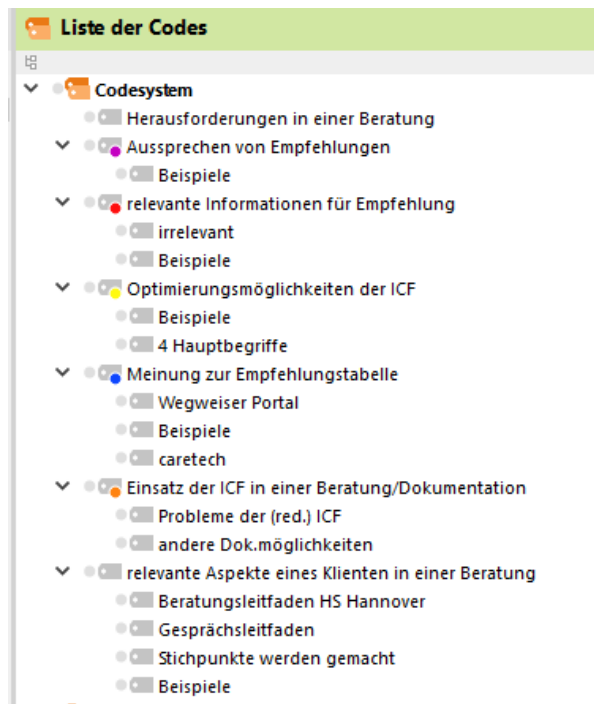 Liste der Codes
Codesystem
Herausforderungen in einer Beratung
Aussprechen von Empfehlungen
Beispiele
relevante Informationen für Empfehlung
irrelevant
Beispiele
Optimierungsmöglichkeiten der ICF
Beispiele
4 Hauptbegriffe
Meinung zur Empfehlungstabelle
Wegweiser Portal
Beispiele
caretech
Einsatz der ICF in einer Beratung/Dokumentation
Probleme der (red.) ICF
andere Dok.möglichkeiten
relevante Aspekte eines Klienten in einer Beratung
Beratungsleitfaden HS Hannover
Gesprächsleitfaden
Stichpunkte werden gemacht
Beispiele